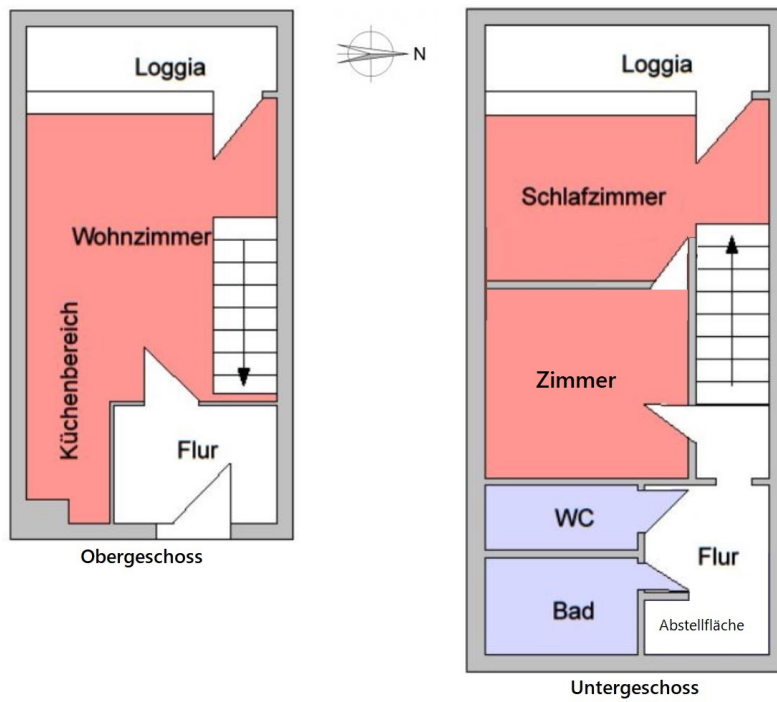 Loggia
N
Wohnzimmer
Küchenbereich
Flur
Obergeschoss
Loggia
Schlafzimmer
Zimmer
WC
Flur
Bad
Abstellfläche
Untergeschoss